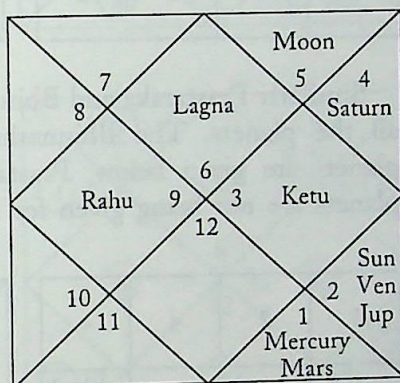 Moon
7
5
4
8
Lagna
Saturn
6
Rahu
9
3
Ketu
12
Sun
10
2
Ven
11
1
Jup
Mercury
Mars